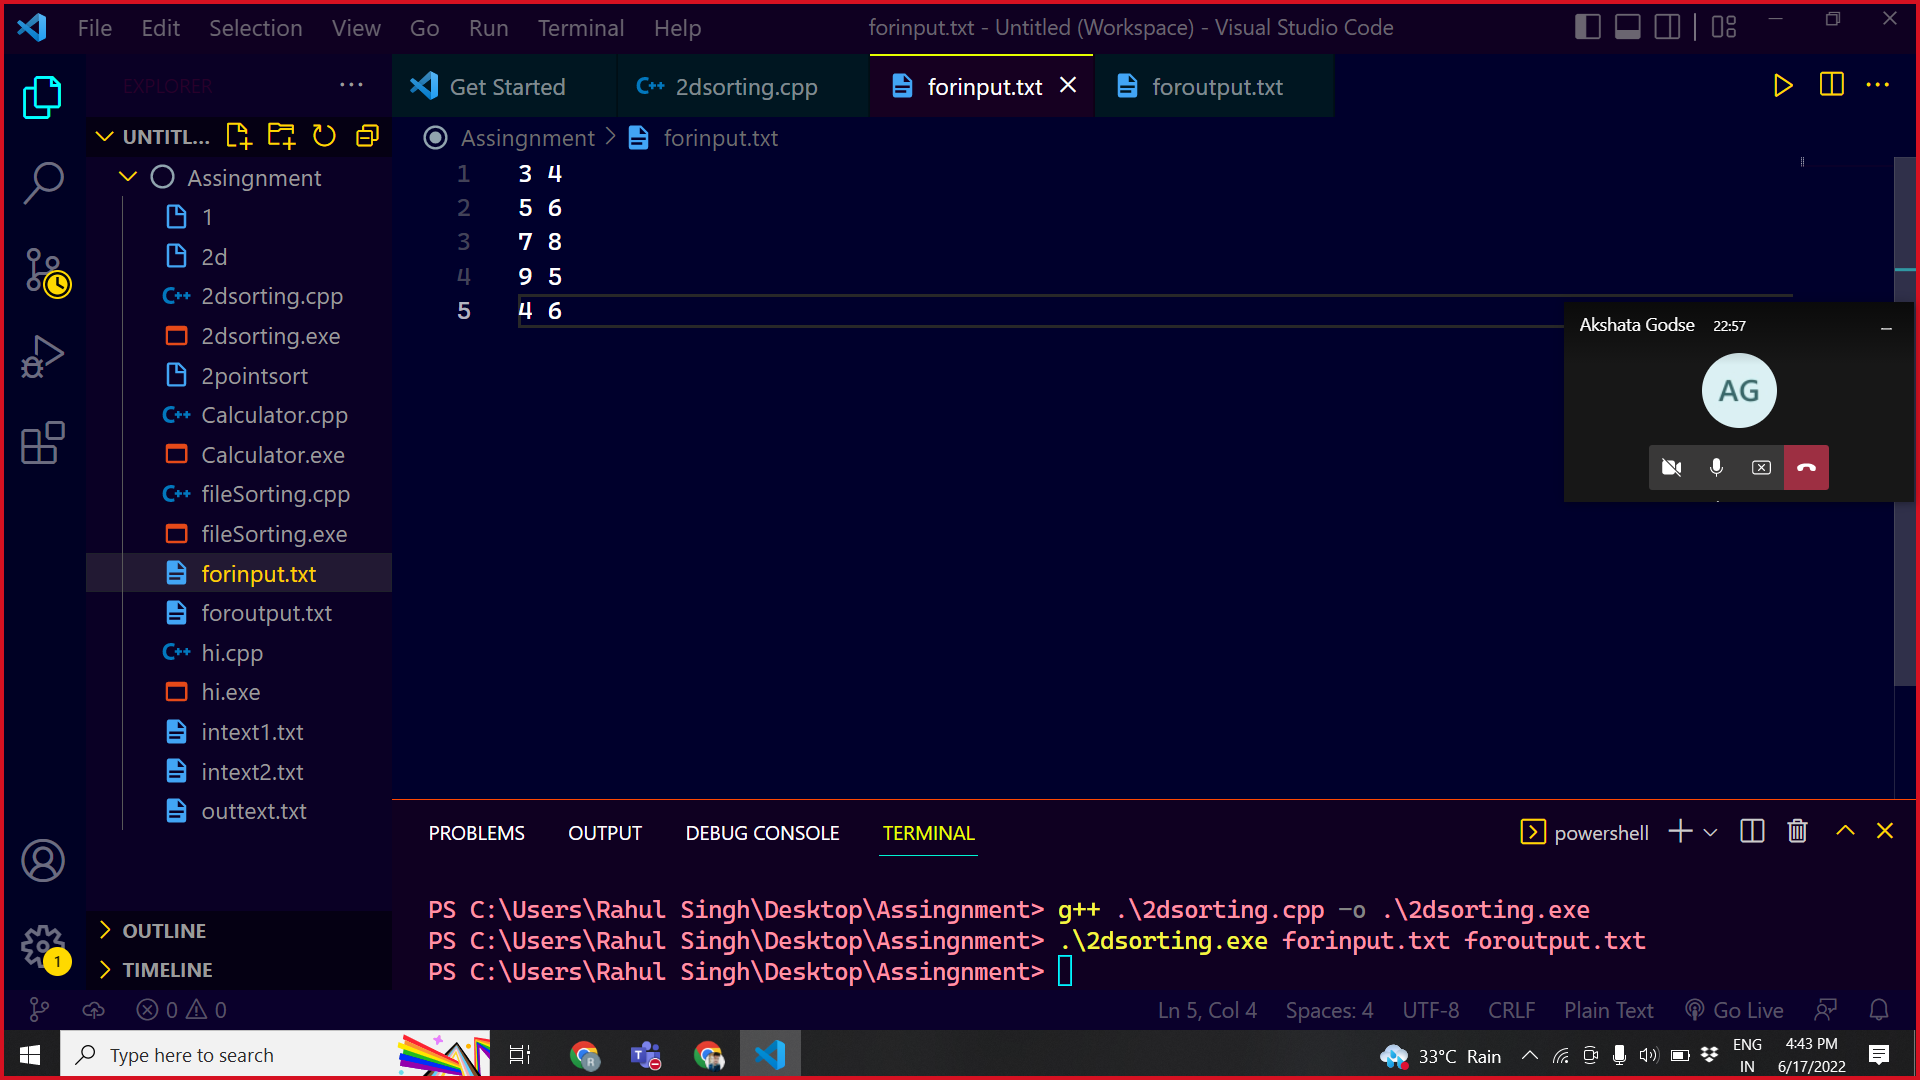 File Edit Selection View Go Run Terminal Help
forinput.txt - Untitled (Workspace) - Visual Studio Code
EXPLORER
Get Started
2dsorting.cpp
forinput.txt
foroutput.txt
UNTITL...
Assingnment
1
2d
2dsorting.cpp
2dsorting.exe
2pointsort
Calculator.cpp
Calculator.exe
fileSorting.cpp
fileSorting.exe
forinput.txt
foroutput.txt
hi.cpp
hi.exe
intext1.txt
intext2.txt
outtext.txt
OUTLINE
TIMELINE
1
Assingnment > forinput.txt
1 3 4
2 5 6
3 7 8
4 9 5
5 4 6
Akshata Godse 22:57
AG
PROBLEMS OUTPUT DEBUG CONSOLE TERMINAL
powershell
PS C:\Users\Rahul Singh\Desktop\Assingnment> g++ .\2dsorting.cpp -o .\2dsorting.exe
PS C:\Users\Rahul Singh\Desktop\Assingnment> .\2dsorting.exe forinput.txt foroutput.txt
PS C:\Users\Rahul Singh\Desktop\Assingnment>
0 0
Ln 5, Col 4 Spaces: 4 UTF-8 CRLF Plain Text Go Live
Type here to search
R
33°C Rain
ENG
IN
4:43 PM
6/17/2022